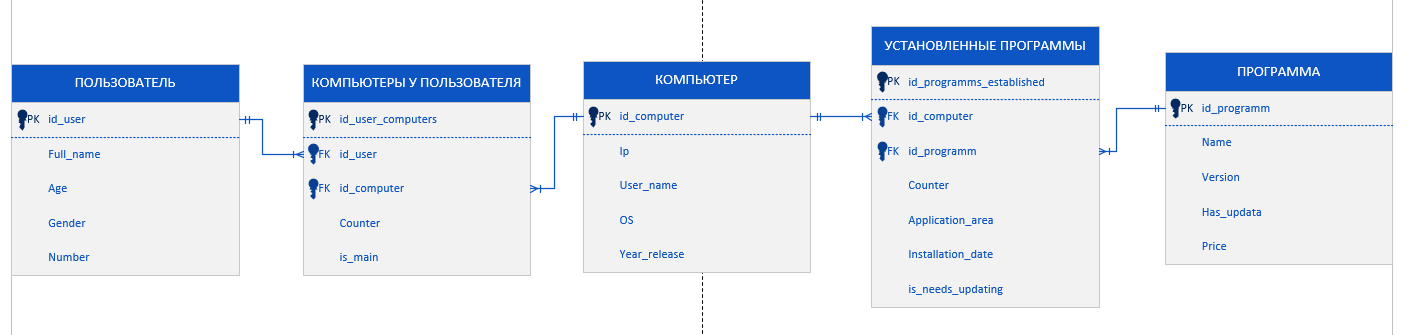 ПОЛЬЗОВАТЕЛЬ
PK id_user
Full_name
Age
Gender
Number
КОМПЬЮТЕРЫ У ПОЛЬЗОВАТЕЛЯ
PK id_user_computers
FK id_user
FK id_computer
Counter
is_main
КОМПЬЮТЕР
PK id_computer
Ip
User_name
OS
Year_release
УСТАНОВЛЕННЫЕ ПРОГРАММЫ
PK id_programms_established
FK id_computer
FK id_programm
Counter
Application_area
Installation_date
is_needs_updating
ПРОГРАММА
PK id_programm
Name
Version
Has_updata
Price